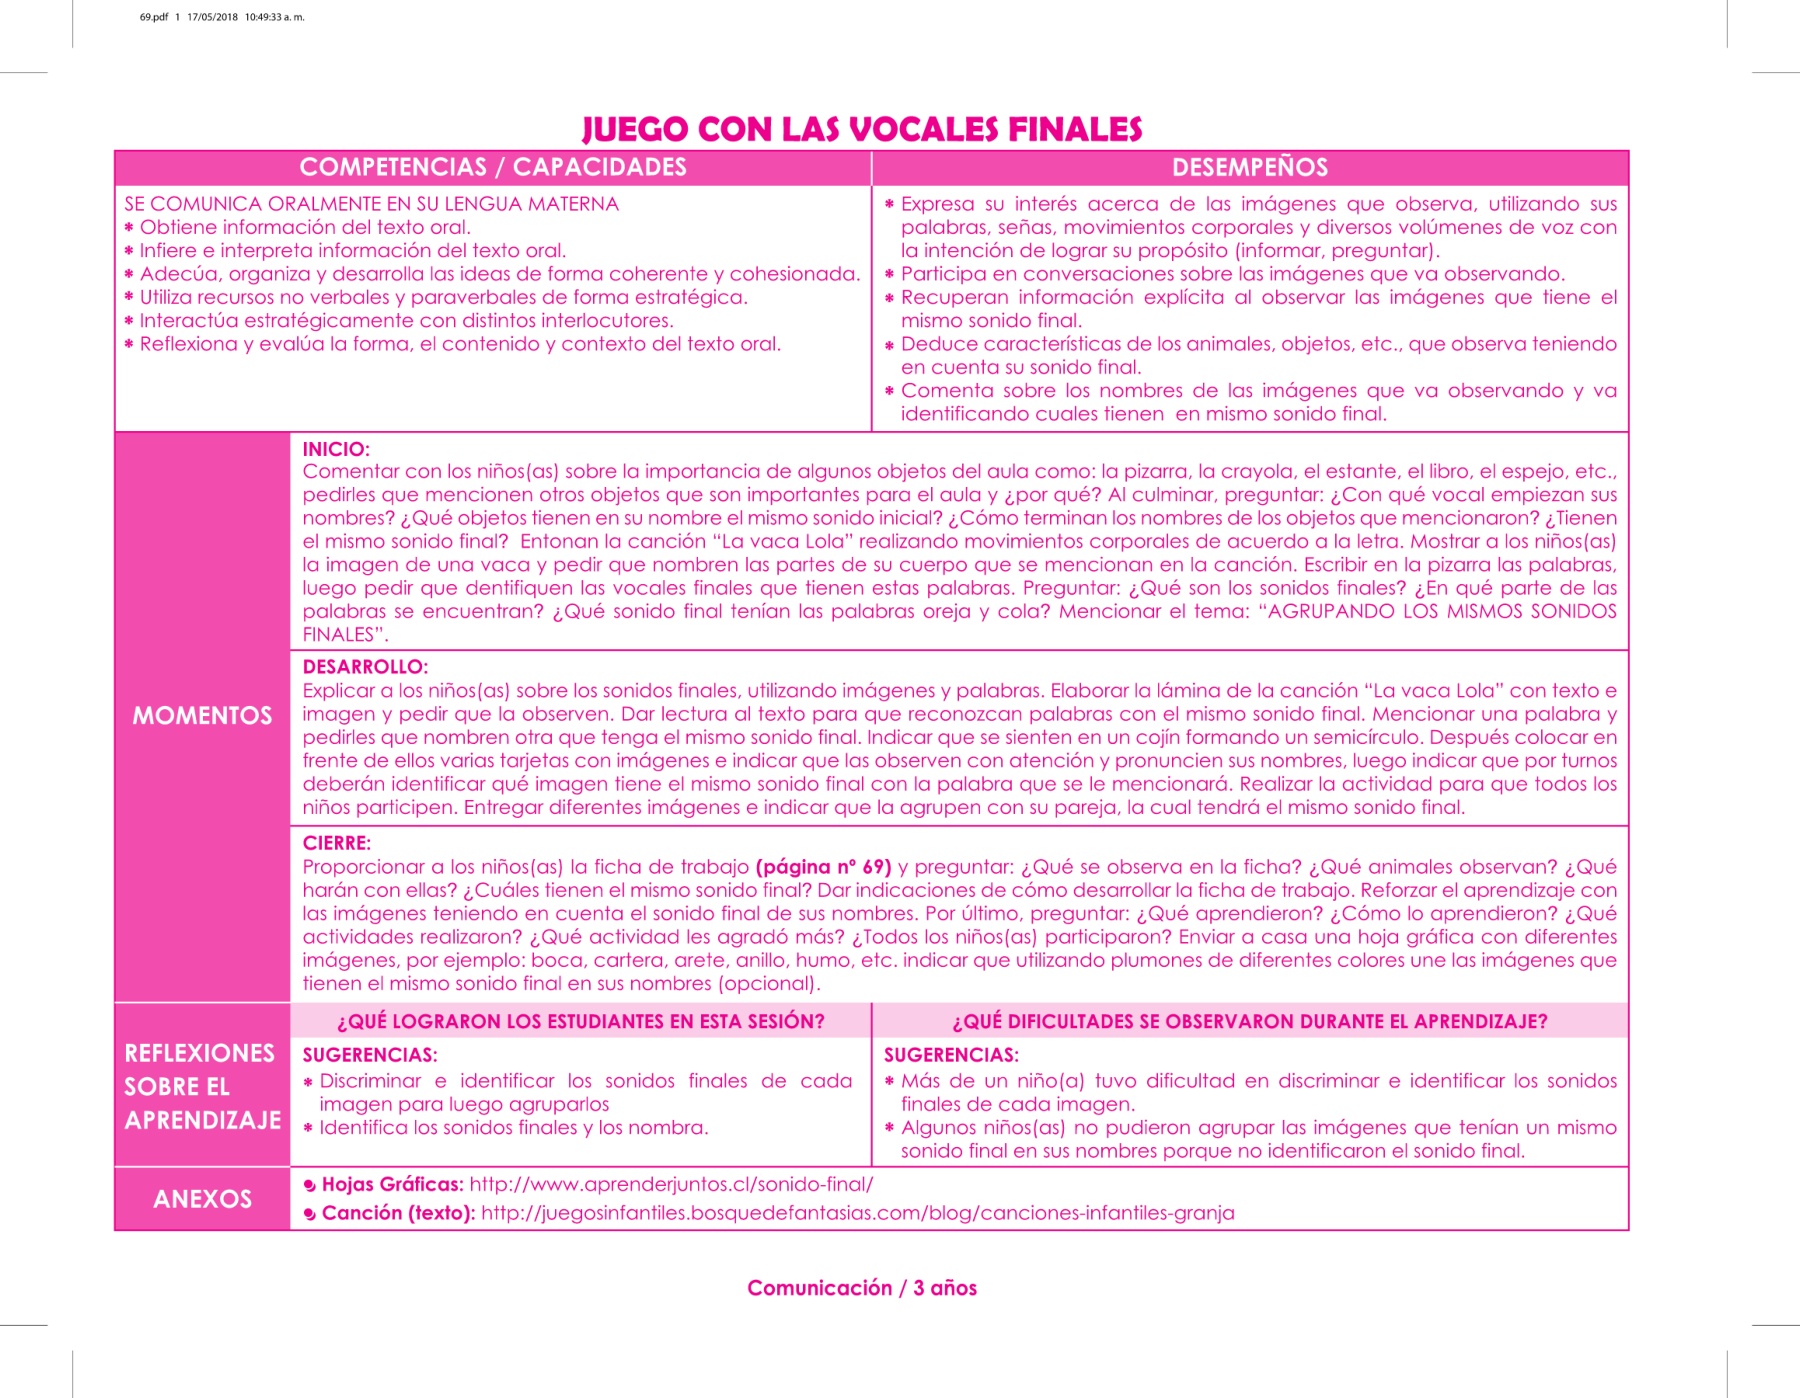 69.pdf 1 17/05/2018 10:49:33 a. m.
JUEGO CON LAS VOCALES FINALES
COMPETENCIAS / CAPACIDADES
SE COMUNICA ORALMENTE EN SU LENGUA MATERNA
* Obtiene información del texto oral.
* Infiere e interpreta información del texto oral.
* Adecúa, organiza y desarrolla las ideas de forma coherente y cohesionada.
* Utiliza recursos no verbales y paraverbales de forma estratégica.
* Interactúa estratégicamente con distintos interlocutores.
* Reflexiona y evalúa la forma, el contenido y contexto del texto oral.
DESEMPEÑOS
* Expresa su interés acerca de las imágenes que observa, utilizando sus
palabras, señas, movimientos corporales y diversos volúmenes de voz con
la intención de lograr su propósito (informar, preguntar).
* Participa en conversaciones sobre las imágenes que va observando.
* Recuperan información explícita al observar las imágenes que tiene el
mismo sonido final.
* Deduce características de los animales, objetos, etc., que observa teniendo
en cuenta su sonido final.
* Comenta sobre los nombres de las imágenes que va observando y va
identificando cuales tienen en mismo sonido final.
MOMENTOS
INICIO:
Comentar con los niños(as) sobre la importancia de algunos objetos del aula como: la pizarra, la crayola, el estante, el libro, el espejo, etc.,
pedirles que mencionen otros objetos que son importantes para el aula y ¿por qué? Al culminar, preguntar: ¿Con qué vocal empiezan sus
nombres? ¿Qué objetos tienen en su nombre el mismo sonido inicial? ¿Cómo terminan los nombres de los objetos que mencionaron? ¿Tienen
el mismo sonido final? Entonan la canción “La vaca Lola” realizando movimientos corporales de acuerdo a la letra. Mostrar a los niños(as)
la imagen de una vaca y pedir que nombren las partes de su cuerpo que se mencionan en la canción. Escribir en la pizarra las palabras,
luego pedir que dentifiquen las vocales finales que tienen estas palabras. Preguntar: ¿Qué son los sonidos finales? ¿En qué parte de las
palabras se encuentran? ¿Qué sonido final tenían las palabras oreja y cola? Mencionar el tema: “AGRUPANDO LOS MISMOS SONIDOS
FINALES”.
DESARROLLO:
Explicar a los niños(as) sobre los sonidos finales, utilizando imágenes y palabras. Elaborar la lámina de la canción “La vaca Lola” con texto e
imagen y pedir que la observen. Dar lectura al texto para que reconozcan palabras con el mismo sonido final. Mencionar una palabra y
pedirles que nombren otra que tenga el mismo sonido final. Indicar que se sienten en un cojín formando un semicírculo. Después colocar en
frente de ellos varias tarjetas con imágenes e indicar que las observen con atención y pronuncien sus nombres, luego indicar que por turnos
deberán identificar qué imagen tiene el mismo sonido final con la palabra que se le mencionará. Realizar la actividad para que todos los
niños participen. Entregar diferentes imágenes e indicar que la agrupen con su pareja, la cual tendrá el mismo sonido final.
CIERRE:
Proporcionar a los niños(as) la ficha de trabajo (página nº 69) y preguntar: ¿Qué se observa en la ficha? ¿Qué animales observan? ¿Qué
harán con ellas? ¿Cuáles tienen el mismo sonido final? Dar indicaciones de cómo desarrollar la ficha de trabajo. Reforzar el aprendizaje con
las imágenes teniendo en cuenta el sonido final de sus nombres. Por último, preguntar: ¿Qué aprendieron? ¿Cómo lo aprendieron? ¿Qué
actividades realizaron? ¿Qué actividad les agradó más? ¿Todos los niños(as) participaron? Enviar a casa una hoja gráfica con diferentes
imágenes, por ejemplo: boca, cartera, arete, anillo, humo, etc. indicar que utilizando plumones de diferentes colores une las imágenes que
tienen el mismo sonido final en sus nombres (opcional).
REFLEXIONES
SOBRE EL
APRENDIZAJE
¿QUÉ LOGRARON LOS ESTUDIANTES EN ESTA SESIÓN?
SUGERENCIAS:
* Discriminar e identificar los sonidos finales de cada
imagen para luego agruparlos
* Identifica los sonidos finales y los nombra.
¿QUÉ DIFICULTADES SE OBSERVARON DURANTE EL APRENDIZAJE?
SUGERENCIAS:
* Más de un niño(a) tuvo dificultad en discriminar e identificar los sonidos
finales de cada imagen.
* Algunos niños(as) no pudieron agrupar las imágenes que tenían un mismo
sonido final en sus nombres porque no identificaron el sonido final.
ANEXOS
Hojas Gráficas: http://www.aprenderjuntos.cl/sonido-final/
Canción (texto): http://juegosinfantiles.bosquedefantasias.com/blog/canciones-infantiles-granja
Comunicación / 3 años